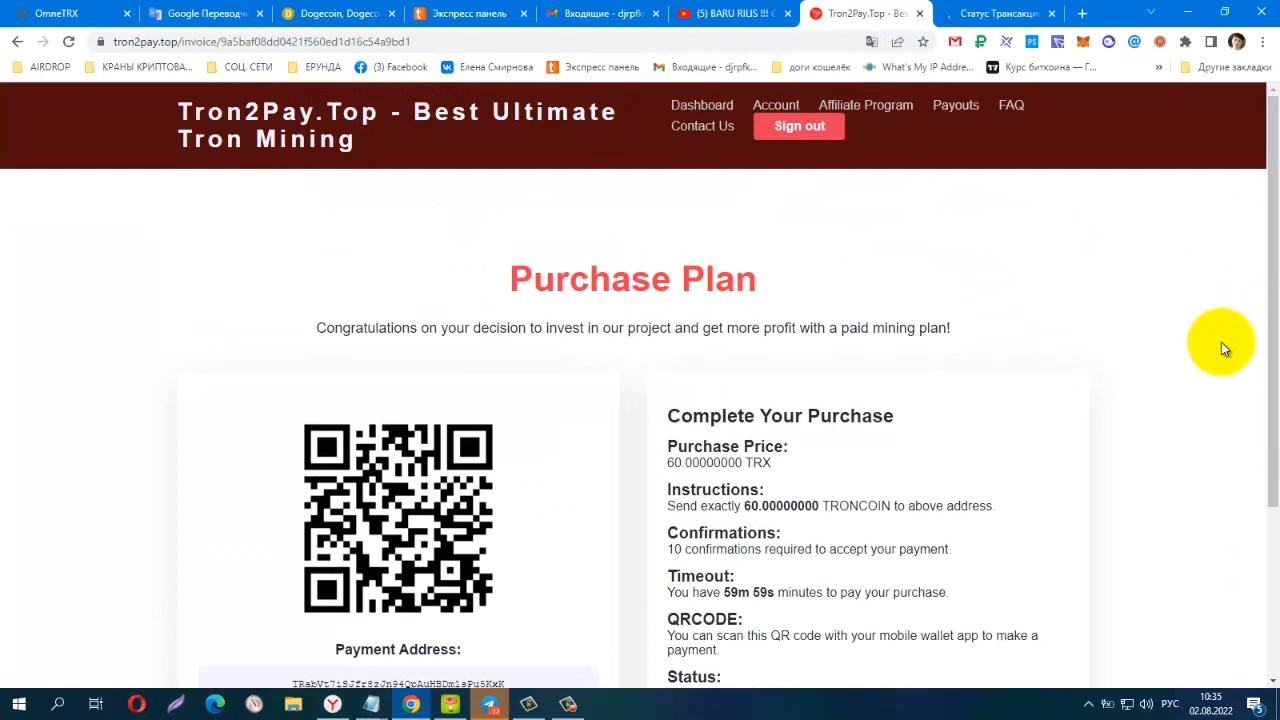 OmneTRX
Google Переводч
Dogecoin, Dogeco
Экспресс панель
Входящие - djrpfk
(5) BARU RILIS !!! C
Tron2Pay.Top - Bes
Статус Трансакци
tron2pay.top/invoice/9a5baf08dd0421f560ed1d16c54a9bd1
AIRDROP
КРАНЫ КРИПТОВА...
СОЦ. СЕТИ
ЕРУНДА
(3) Facebook
Елена Смирнова
Экспресс панель
Входящие - djrpfk...
доги кошельки
What's My IP Addre...
Курс биткоина — Г...
»
Другие закладки
Tron2Pay.Top - Best Ultimate
Tron Mining
Dashboard Account Affiliate Program Payouts FAQ
Contact Us Sign out
Purchase Plan
Congratulations on your decision to invest in our project and get more profit with a paid mining plan!
Payment Address:
TRabVt7iSJfr8zJn94QpAuHBDm1sPu5KxK
Complete Your Purchase
Purchase Price:
60.00000000 TRX
Instructions:
Send exactly 60.00000000 TRONCOIN to above address.
Confirmations:
10 confirmations required to accept your payment.
Timeout:
You have 59m 59s minutes to pay your purchase.
QRCODE:
You can scan this QR code with your mobile wallet app to make a
payment.
Status:
52
РУС
10:35
02.08.2022
5